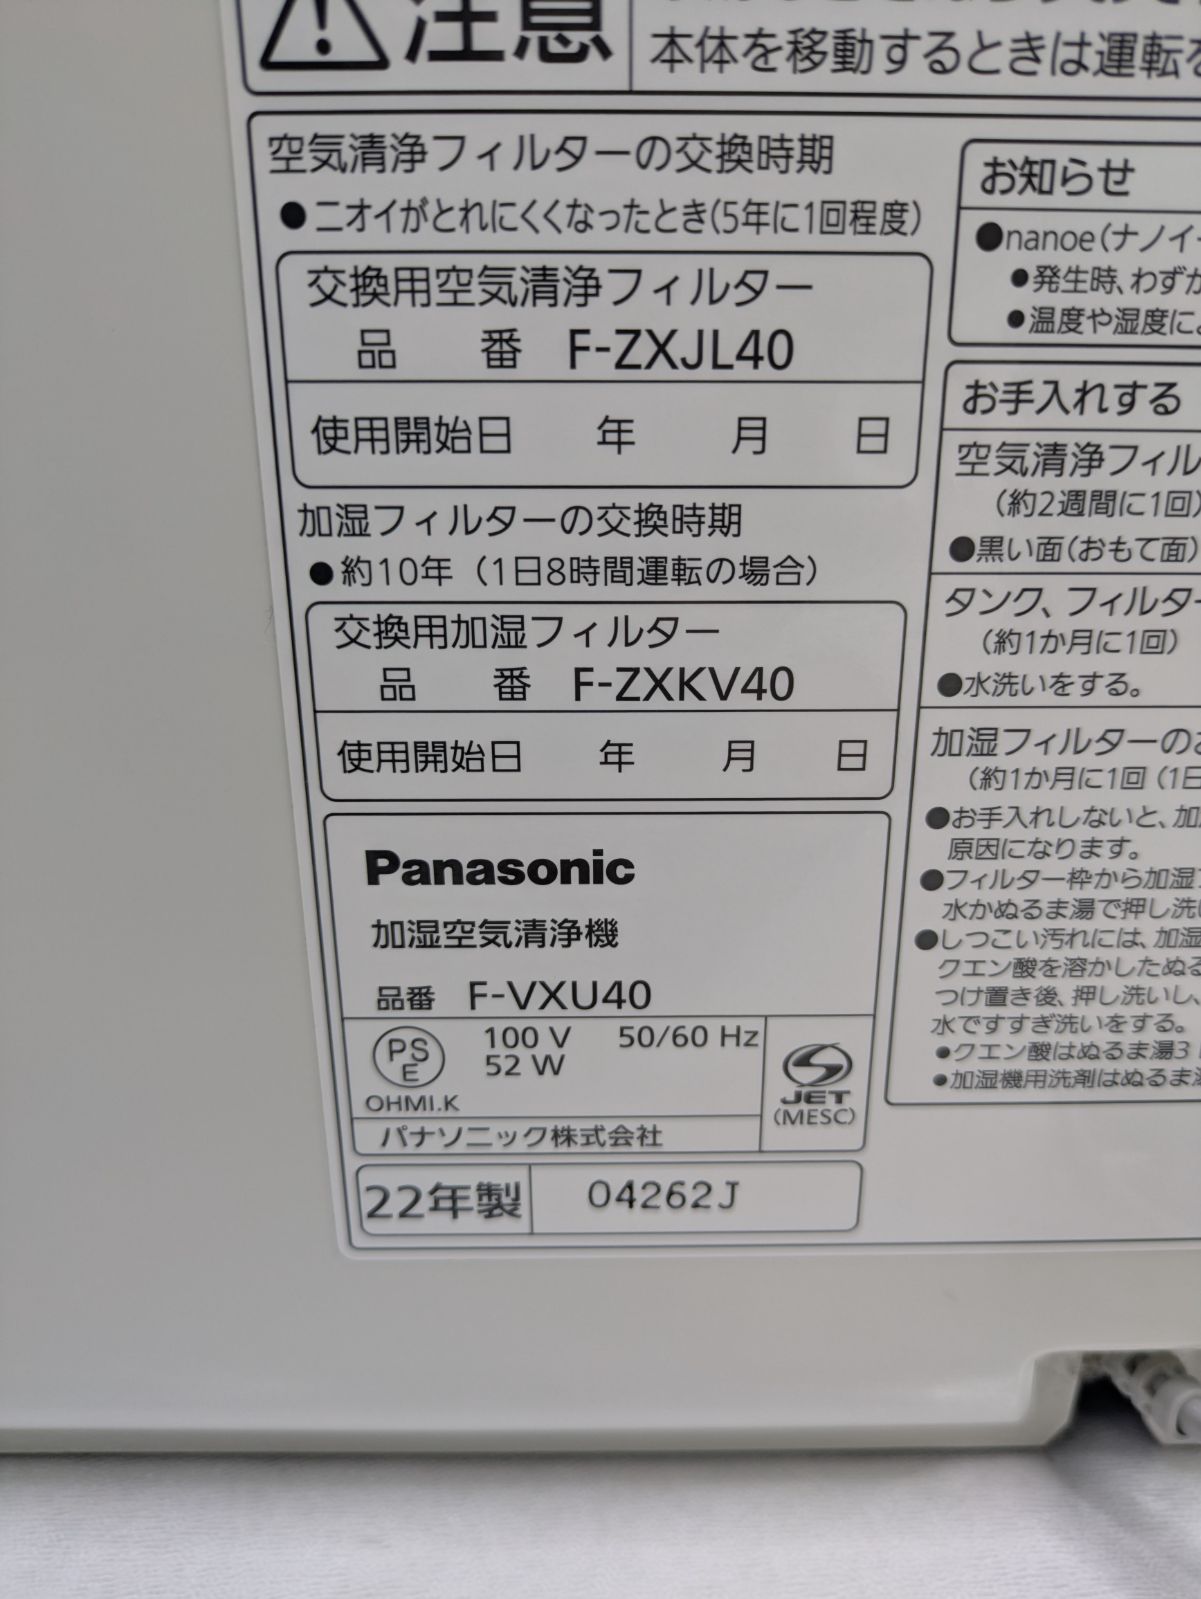 注意
本体を移動するときは運転を
空気清浄フィルターの交換時期
●ニオイがとれにくくなったとき(5年に1回程度)
交換用空気清浄フィルター
品 番 F-ZXJL40
使用開始日 年 月 日
加湿フィルターの交換時期
●約10年(1日8時間運転の場合)
交換用加湿フィルター
品 番 F-ZXKV40
使用開始日 年 月 日
Panasonic
加湿空気清浄機
品番 F-VXU40
PSE 100 V 50/60 Hz
52 W
OHMI.K
JET
(MESC)
パナソニック株式会社
22年製 04262J
お知らせ
●nanoe(ナノイー
●発生時、わずか
●温度や湿度によ
お手入れする
空気清浄フィル
(約2週間に1回)
●黒い面(おもて面)
タンク、フィルター
(約1か月に1回)
●水洗いをする。
加湿フィルターのお
(約1か月に1回(1日
●お手入れしないと、加
原因になります。
●フィルター枠から加湿
水かぬるま湯で押し洗い
●しつこい汚れには、加湿
クエン酸を溶かしたぬる
つけ置き後、押し洗いし、
水ですすぎ洗いをする。
●クエン酸はぬるま湯3
●加湿機用洗剤はぬるま湯